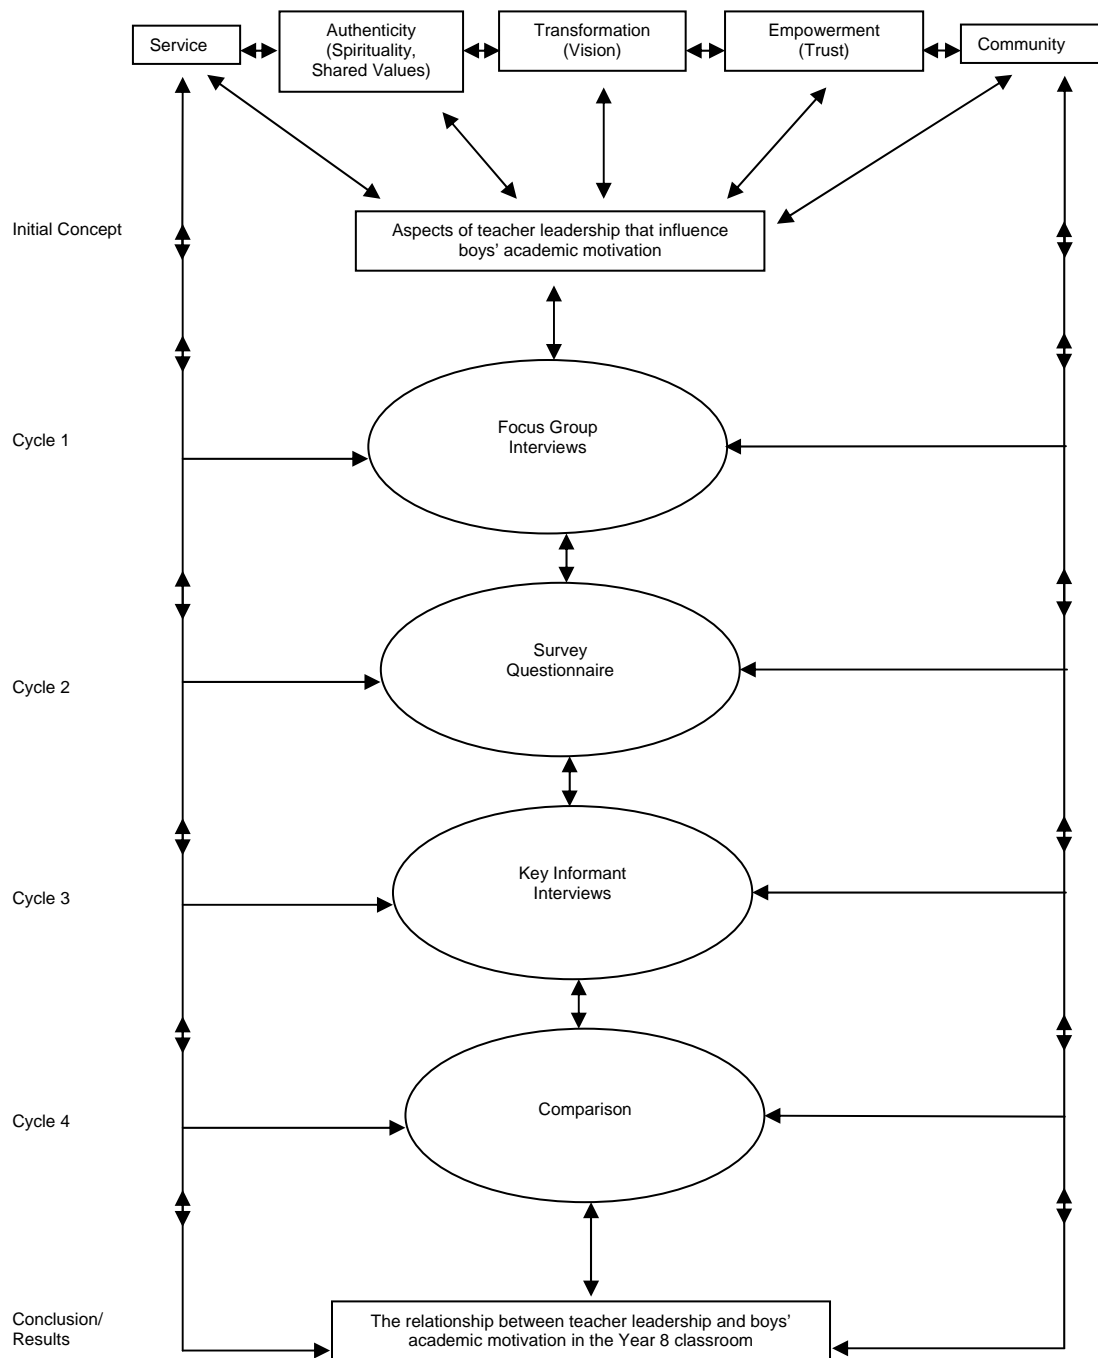 Service
Authenticity
(Spirituality,
Shared Values)
Transformation
(Vision)
Empowerment
(Trust)
Community
Initial Concept
Aspects of teacher leadership that influence
boys’ academic motivation
Cycle 1
Focus Group
Interviews
Cycle 2
Survey
Questionnaire
Cycle 3
Key Informant
Interviews
Cycle 4
Comparison
Conclusion/
Results
The relationship between teacher leadership and boys’
academic motivation in the Year 8 classroom